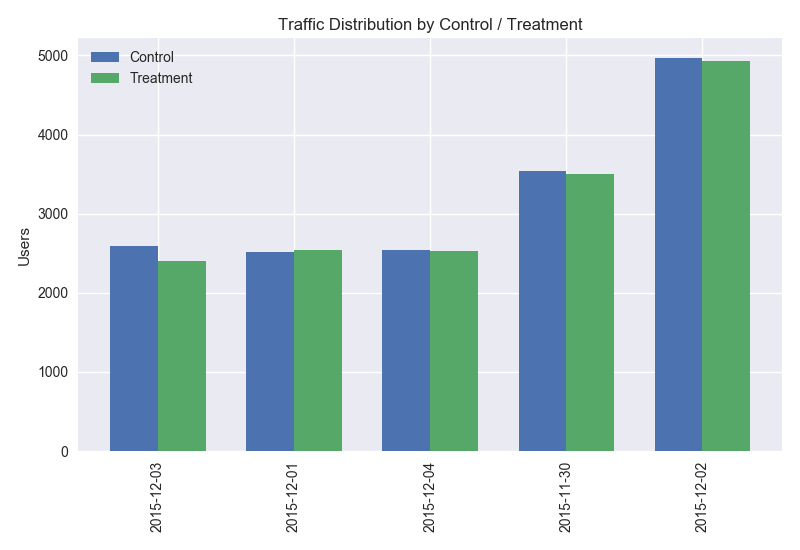 Traffic Distribution by Control / Treatment
Control
Treatment
Users
5000
4000
3000
2000
1000
0
2015-12-03
2015-12-01
2015-12-04
2015-11-30
2015-12-02